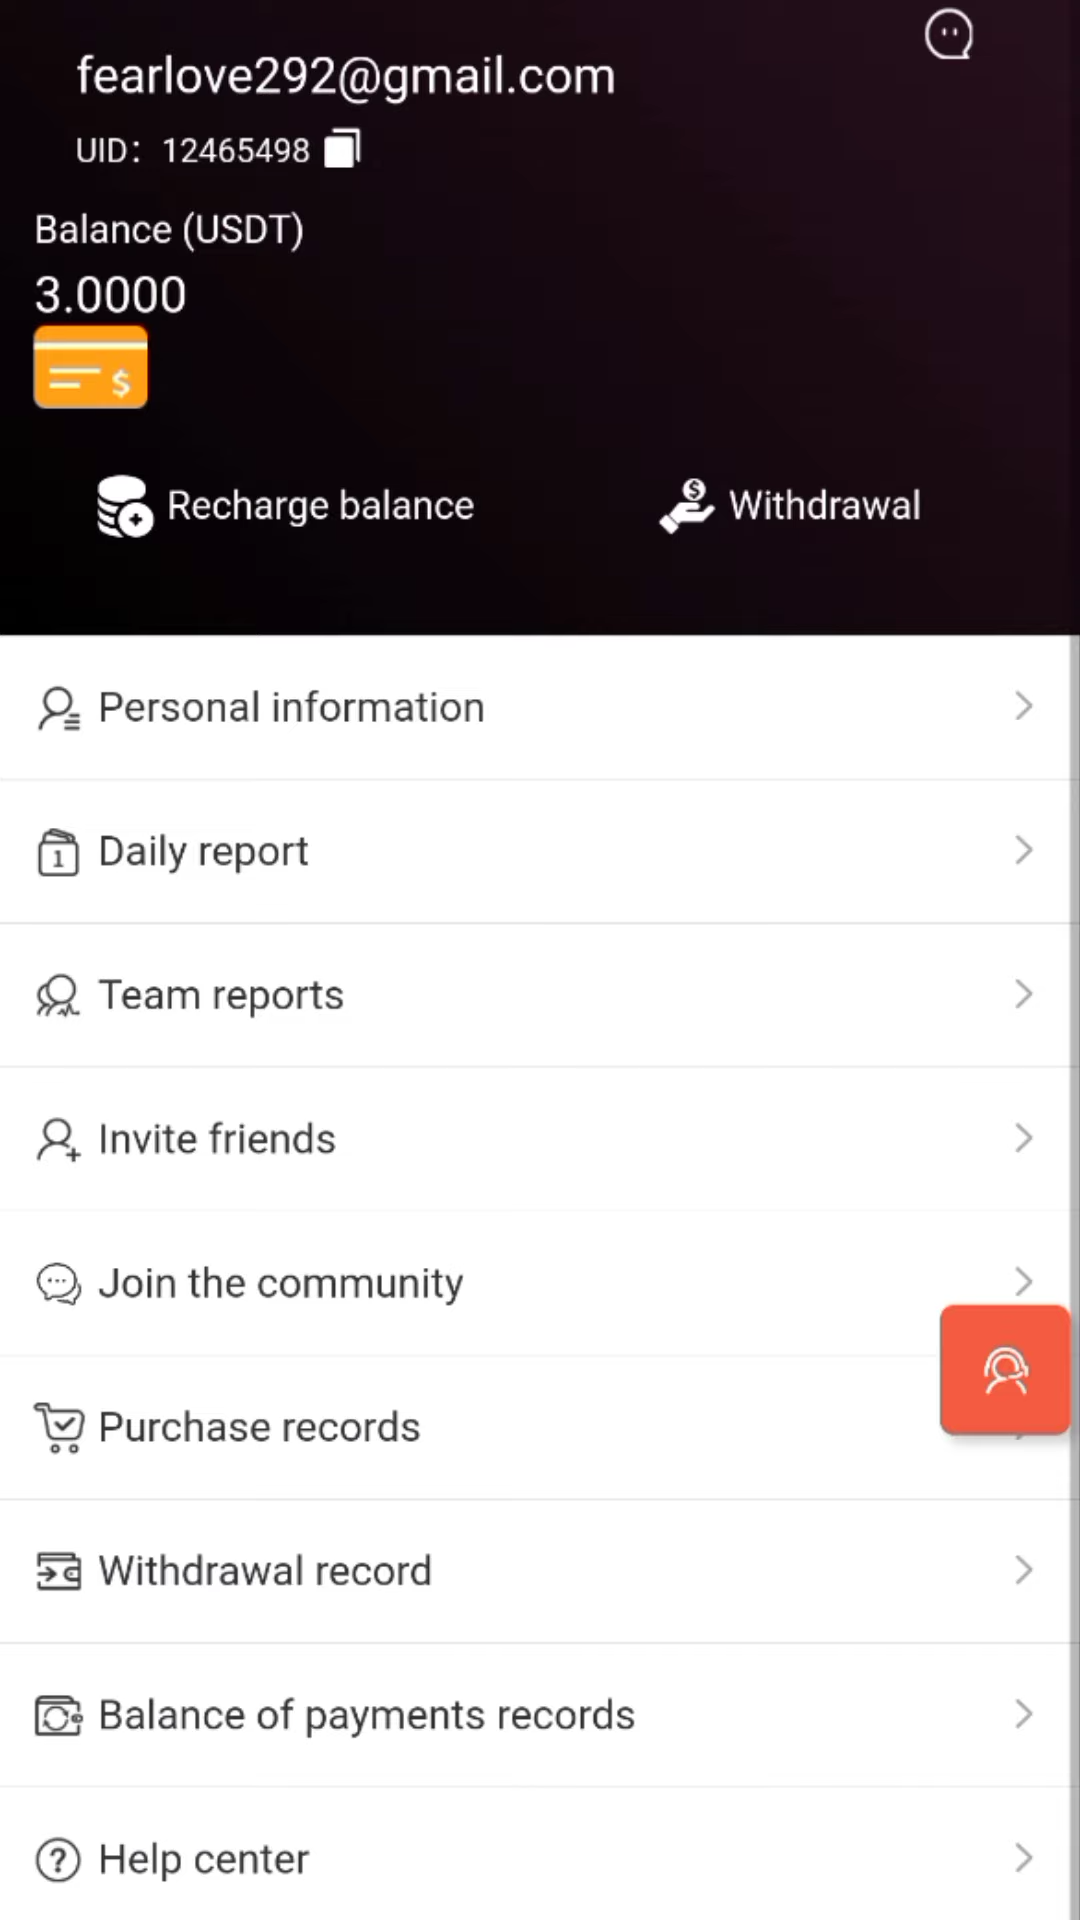 fearlove292@gmail.com
UID: 12465498
Balance (USDT)
3.0000
$
$
Recharge balance
Withdrawal
Personal information
1
Daily report
Team reports
Invite friends
Join the community
Purchase records
Withdrawal record
Balance of payments records
?
Help center